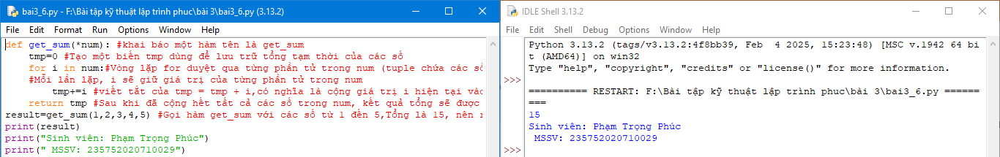 bai3_6.py - F:\Bài tập kỹ thuật lập trình phuc\bài 3\bai3_6.py (3.13.2)
File Edit Format Run Options Window Help
def get_sum(*num): #khai báo một hàm tên là get_sum
tmp=0 #Tạo một biến tmp dùng để lưu trữ tổng tạm thời của các số
for i in num:#Vòng lặp for duyệt qua từng phần tử trong num (tuple chứa các số
#Mỗi lần lặp, i sẽ giữ giá trị của từng phần tử trong num
tmp+=i #viết tắt của tmp = tmp + i,có nghĩa là cộng giá trị i hiện tại vào
return tmp #Sau khi đã cộng hết tất cả các số trong num, kết quả tổng sẽ được
result=get_sum(1,2,3,4,5) #Gọi hàm get_sum với các số từ 1 đến 5,Tổng là 15, nên
print(result)
print("Sinh viên: Phạm Trọng Phúc")
print(" MSSV: 235752020710029")
IDLE Shell 3.13.2
File Edit Shell Debug Options Window Help
Python 3.13.2 (tags/v3.13.2:4f8bb39, Feb 4 2025, 15:23:48) [MSC v.1942 64 bi
t (AMD64)] on win32
Type "help", "copyright", "credits" or "license()" for more information.
>>>
========== RESTART: F:\Bài tập kỹ thuật lập trình phuc\bài 3\bai3_6.py =======
===
15
Sinh viên: Phạm Trọng Phúc
MSSV: 235752020710029
>>>